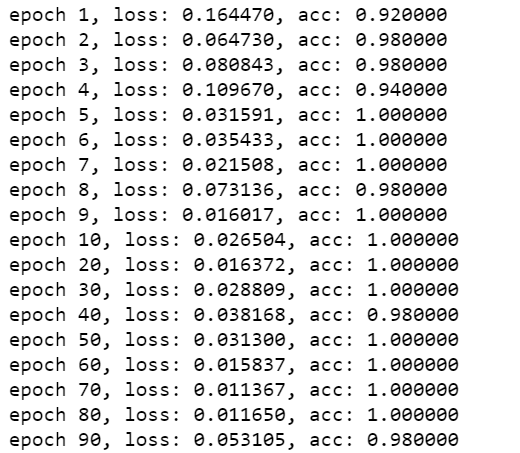 epoch 1, loss: 0.164470, acc: 0.920000
epoch 2, loss: 0.064730, acc: 0.980000
epoch 3, loss: 0.080843, acc: 0.980000
epoch 4, loss: 0.109670, acc: 0.940000
epoch 5, loss: 0.031591, acc: 1.000000
epoch 6, loss: 0.035433, acc: 1.000000
epoch 7, loss: 0.021508, acc: 1.000000
epoch 8, loss: 0.073136, acc: 0.980000
epoch 9, loss: 0.016017, acc: 1.000000
epoch 10, loss: 0.026504, acc: 1.000000
epoch 20, loss: 0.016372, acc: 1.000000
epoch 30, loss: 0.028809, acc: 1.000000
epoch 40, loss: 0.038168, acc: 0.980000
epoch 50, loss: 0.031300, acc: 1.000000
epoch 60, loss: 0.015837, acc: 1.000000
epoch 70, loss: 0.011367, acc: 1.000000
epoch 80, loss: 0.011650, acc: 1.000000
epoch 90, loss: 0.053105, acc: 0.980000